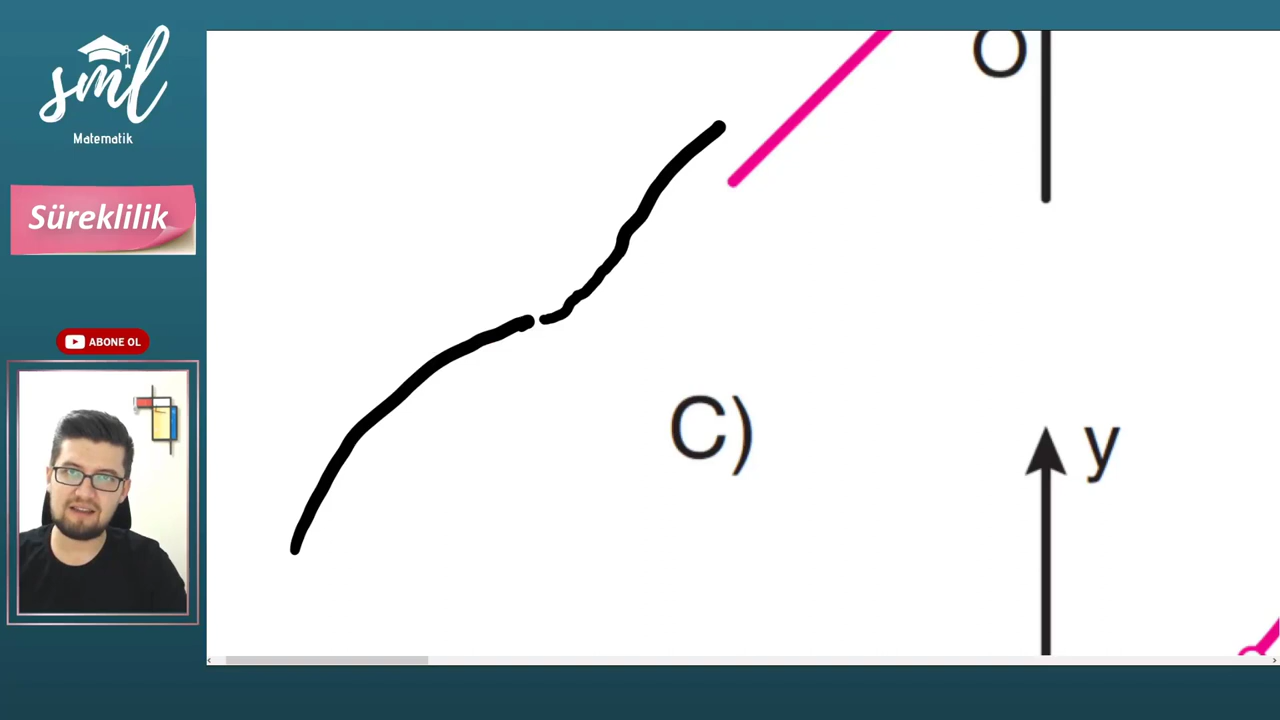 sml
Matematik
Süreklilik
ABONE OL
O
C)
y